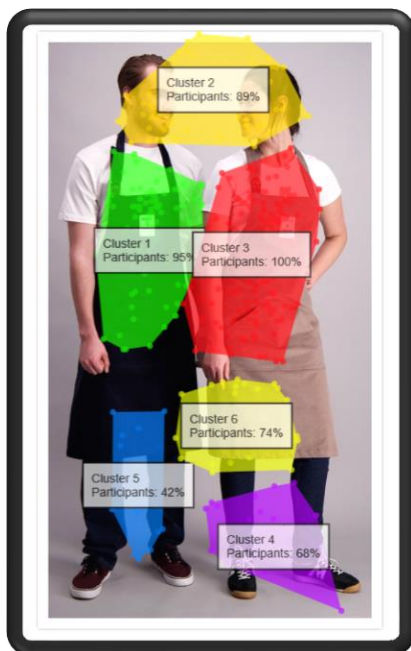 Cluster 2
Participants: 89%
Cluster 1
Participants: 95%
Cluster 3
Participants: 100%
Cluster 6
Participants: 74%
Cluster 5
Participants: 42%
Cluster 4
Participants: 68%